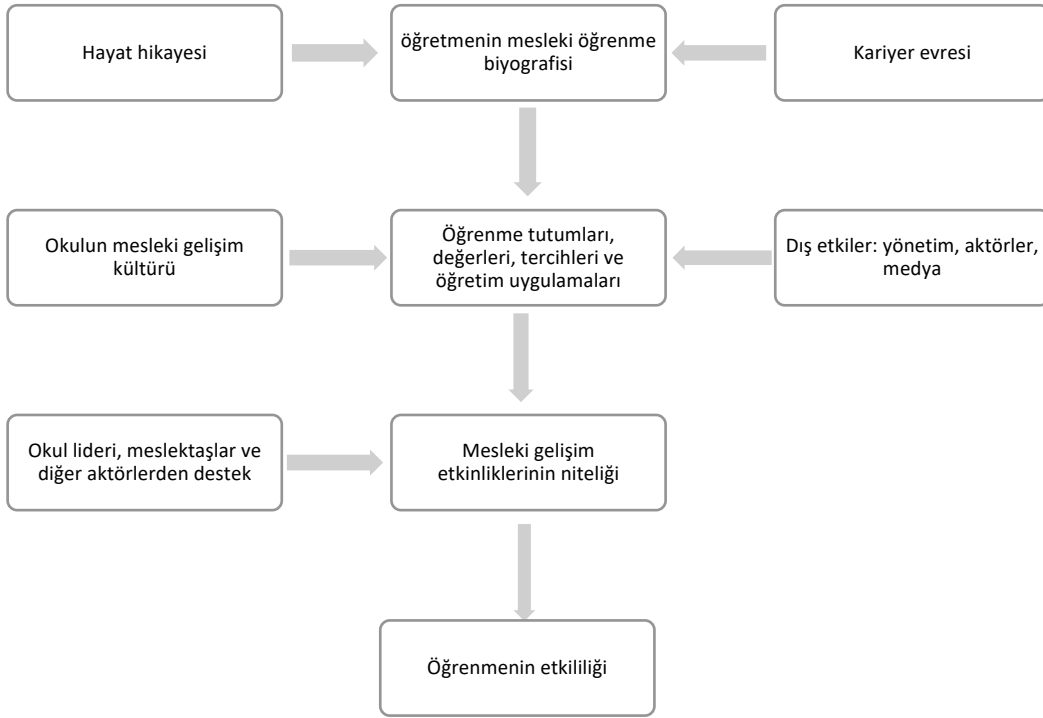 Hayat hikayesi
öğretmenin mesleki öğrenme
biyografisi
Kariyer evresi
Okulun mesleki gelişim
kültürü
Öğrenme tutumları,
değerleri, tercihleri ve
öğretim uygulamaları
Dış etkiler: yönetim, aktörler,
medya
Okul lideri, meslektaşlar ve
diğer aktörlerden destek
Mesleki gelişim
etkinliklerinin niteliği
Öğrenmenin etkililiği